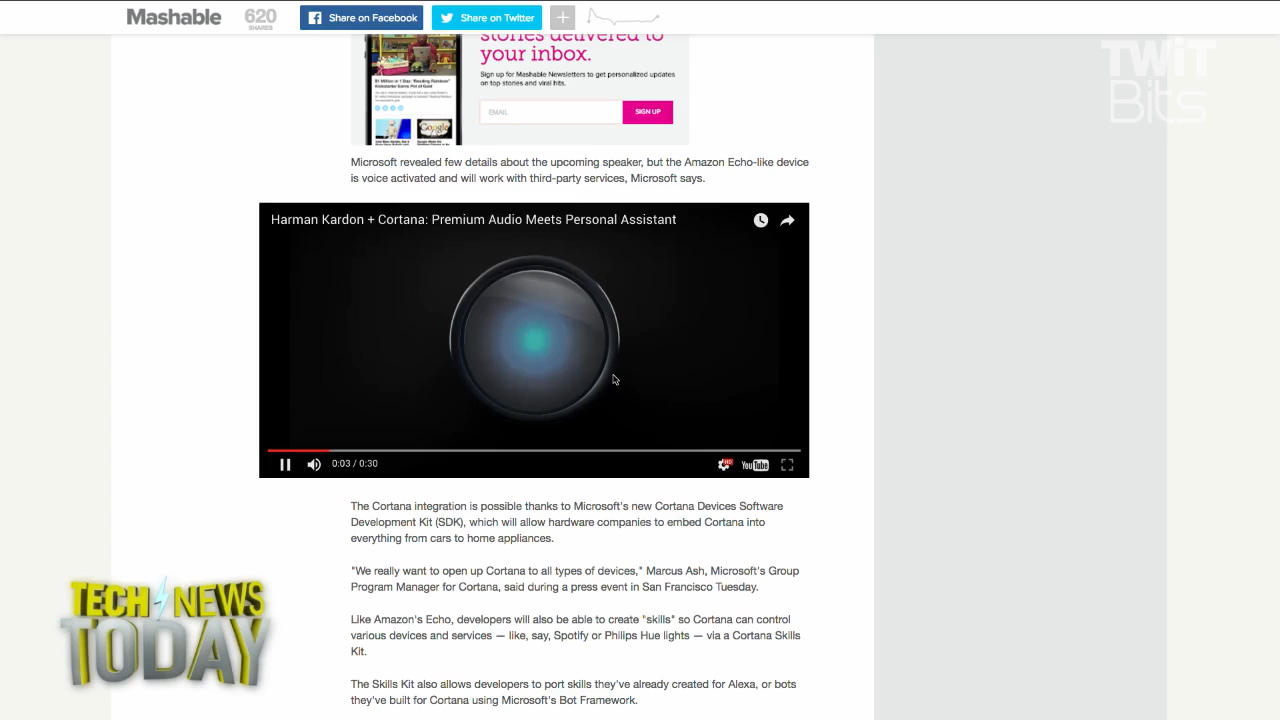 Mashable
620
SHARES
Share on Facebook
Share on Twitter
stories delivered to
your inbox.
Sign up for Mashable Newsletters to get personalized updates
on top stories and viral hits.
EMAIL
SIGN UP
Google
TWiT
Bits
Microsoft revealed few details about the upcoming speaker, but the Amazon Echo-like device
is voice activated and will work with third-party services, Microsoft says.
Harman Kardon + Cortana: Premium Audio Meets Personal Assistant
0:03 / 0:30
HD
YouTube
The Cortana integration is possible thanks to Microsoft's new Cortana Devices Software
Development Kit (SDK), which will allow hardware companies to embed Cortana into
everything from cars to home appliances.
"We really want to open up Cortana to all types of devices," Marcus Ash, Microsoft's Group
Program Manager for Cortana, said during a press event in San Francisco Tuesday.
Like Amazon's Echo, developers will also be able to create "skills" so Cortana can control
various devices and services — like, say, Spotify or Philips Hue lights — via a Cortana Skills
Kit.
The Skills Kit also allows developers to port skills they've already created for Alexa, or bots
they've built for Cortana using Microsoft's Bot Framework.
TECH NEWS
TODAY